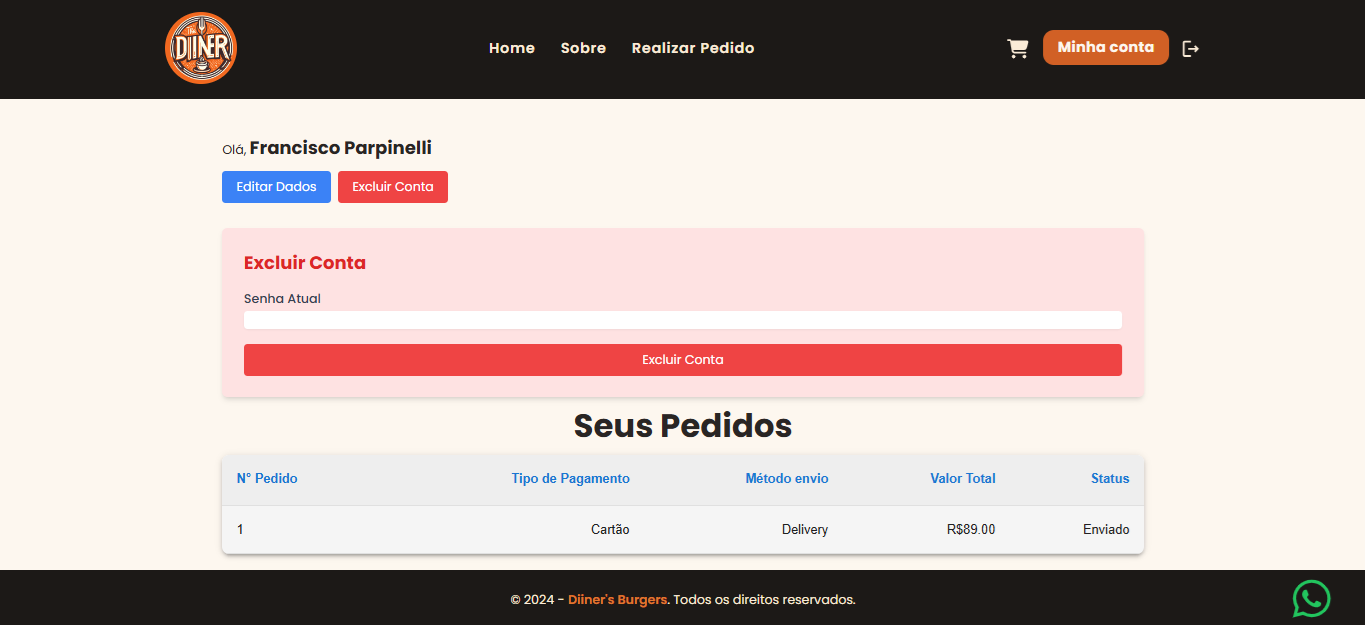 The
DIINER
Home Sobre Realizar Pedido Minha conta
Olá, Francisco Parpinelli
Editar Dados Excluir Conta
Excluir Conta
Senha Atual
Excluir Conta
Seus Pedidos
N° Pedido Tipo de Pagamento Método envio Valor Total Status
1 Cartão Delivery R$89.00 Enviado
© 2024 - Diiner's Burgers. Todos os direitos reservados.